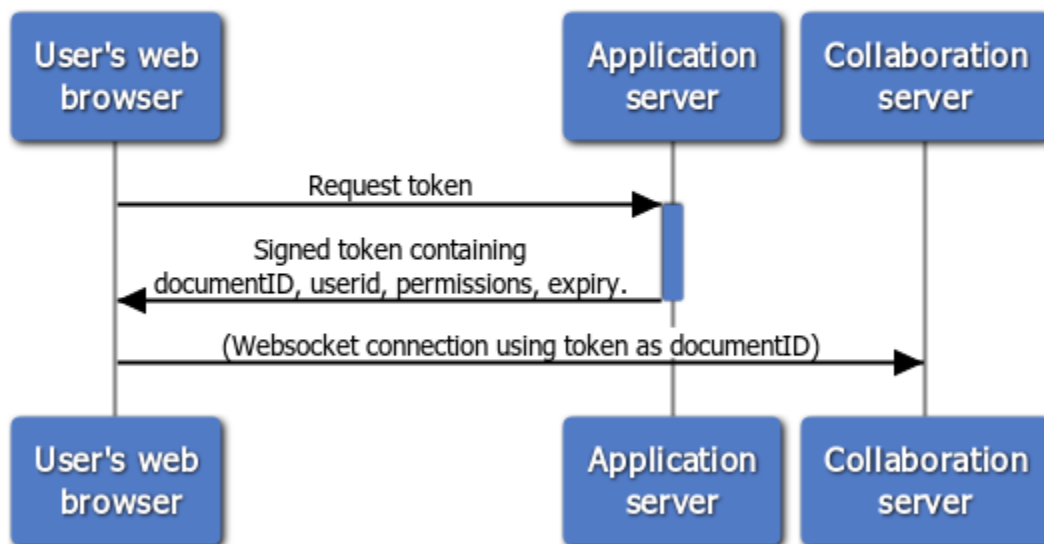 User's web
browser
Application
server
Collaboration
server
Request token
Signed token containing
documentID, userid, permissions, expiry.
(Websocket connection using token as documentID)
User's web
browser
Application
server
Collaboration
server